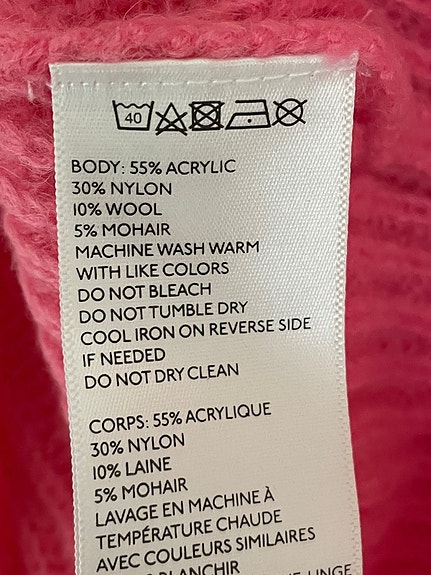 40
BODY: 55% ACRYLIC
30% NYLON
10% WOOL
5% MOHAIR
MACHINE WASH WARM
WITH LIKE COLORS
DO NOT BLEACH
DO NOT TUMBLE DRY
COOL IRON ON REVERSE SIDE
IF NEEDED
DO NOT DRY CLEAN
CORPS: 55% ACRYLIQUE
30% NYLON
10% LAINE
5% MOHAIR
LAVAGE EN MACHINE À
TEMPÉRATURE CHAUDE
AVEC COULEURS SIMILAIRES